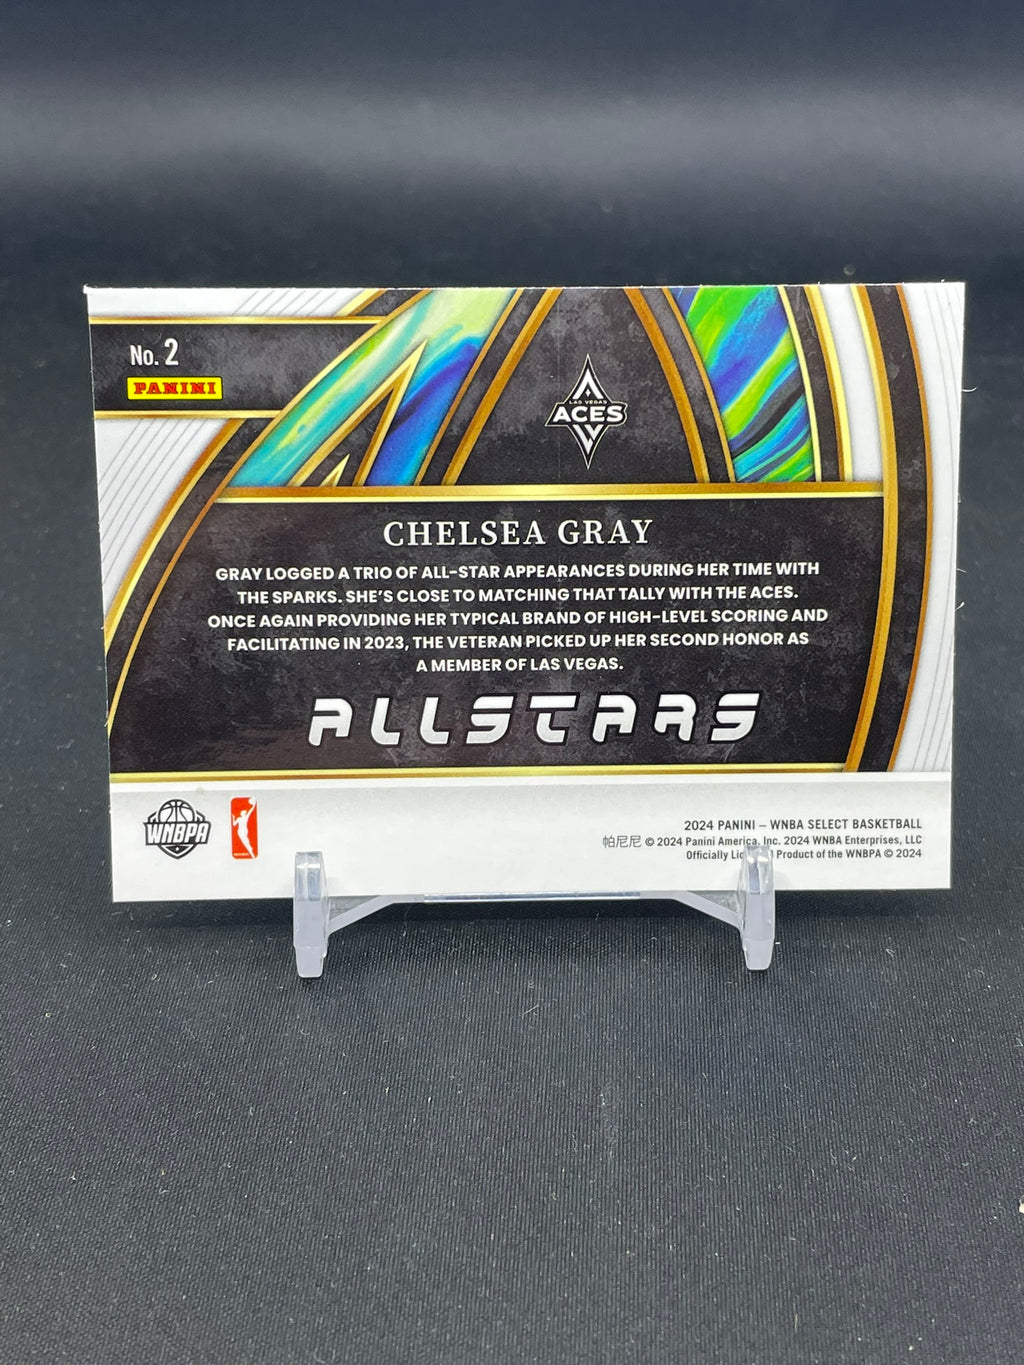 No. 2
PANINI
LAS VEGAS
ACES
CHELSEA GRAY
GRAY LOGGED A TRIO OF ALL-STAR APPEARANCES DURING HER TIME WITH
THE SPARKS. SHE'S CLOSE TO MATCHING THAT TALLY WITH THE ACES.
ONCE AGAIN PROVIDING HER TYPICAL BRAND OF HIGH-LEVEL SCORING AND
FACILITATING IN 2023, THE VETERAN PICKED UP HER SECOND HONOR AS
A MEMBER OF LAS VEGAS.
ALLSTARS
WNBPA
2024 PANINI – WNBA SELECT BASKETBALL
帕尼尼 © 2024 Panini America, Inc. 2024 WNBA Enterprises, LLC
Officially Product of the WNBPA © 2024